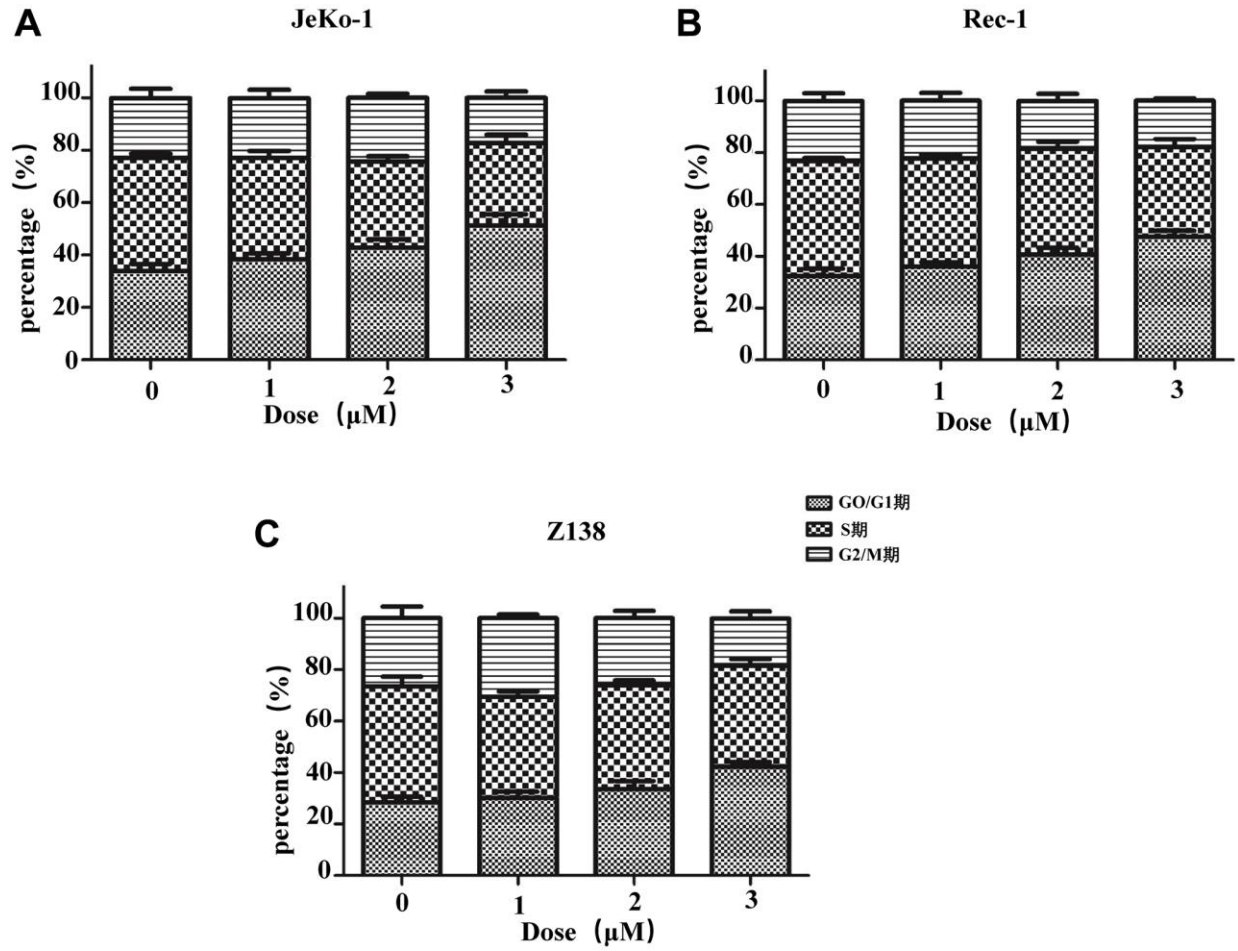 A
JeKo-1
percentage (%)
100
80
60
40
20
0
0 1 2 3
Dose (μM)
B
Rec-1
percentage (%)
100
80
60
40
20
0
0 1 2 3
Dose (μM)
C
Z138
percentage (%)
100
80
60
40
20
0
0 1 2 3
Dose (μM)
GO/G1期
S期
G2/M期